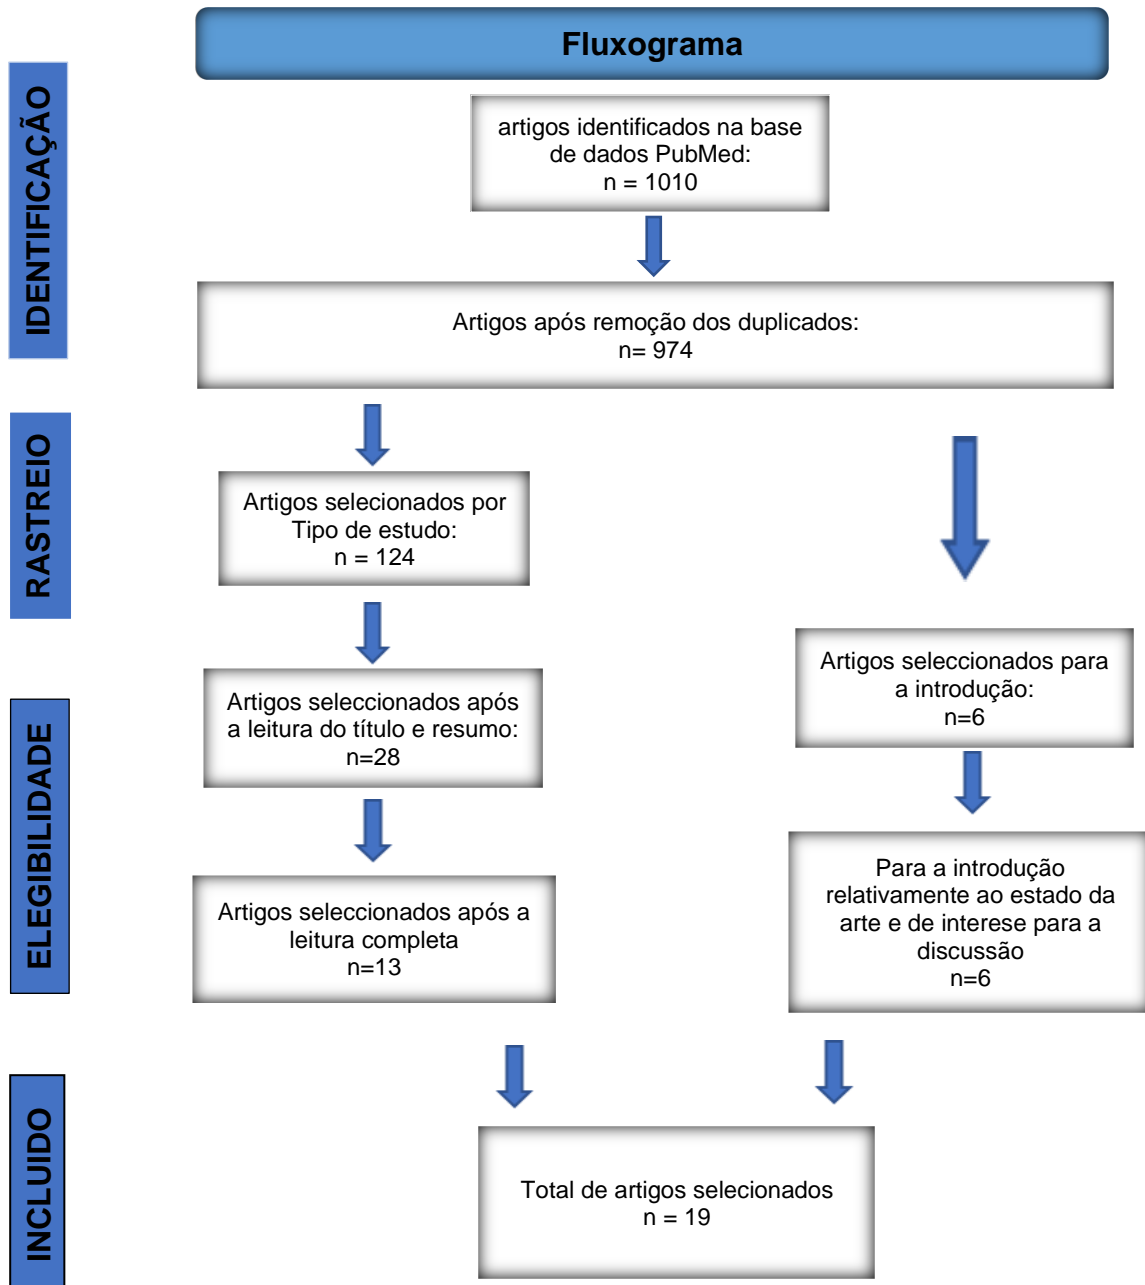 Fluxograma
IDENTIFICAÇÃO
artigos identificados na base
de dados PubMed:
n = 1010
Artigos após remoção dos duplicados:
n= 974
RASTREIO
Artigos selecionados por
Tipo de estudo:
n = 124
Artigos seleccionados para
a introdução:
n=6
ELEGIBILIDADE
Artigos seleccionados após
a leitura do título e resumo:
n=28
Para a introdução
relativamente ao estado da
arte e de interese para a
discussão
n=6
Artigos seleccionados após a
leitura completa
n=13
INCLUIDO
Total de artigos selecionados
n = 19